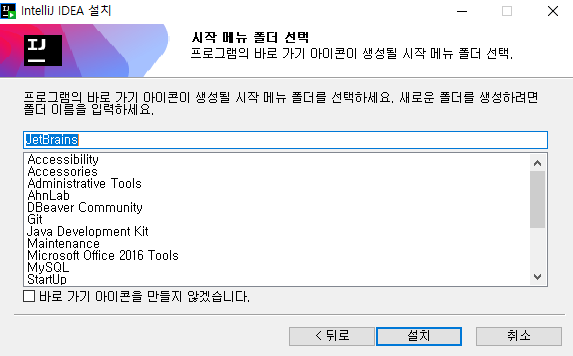 IntelliJ IDEA 설치
IJ
시작 메뉴 폴더 선택
프로그램의 바로 가기 아이콘이 생성될 시작 메뉴 폴더 선택.
프로그램의 바로 가기 아이콘이 생성될 시작 메뉴 폴더를 선택하세요. 새로운 폴더를 생성하려면
폴더 이름을 입력하세요.
JetBrains
Accessibility
Accessories
Administrative Tools
AhnLab
DBeaver Community
Git
Java Development Kit
Maintenance
Microsoft Office 2016 Tools
MySQL
StartUp
바로 가기 아이콘을 만들지 않겠습니다.
< 뒤로
설치
취소